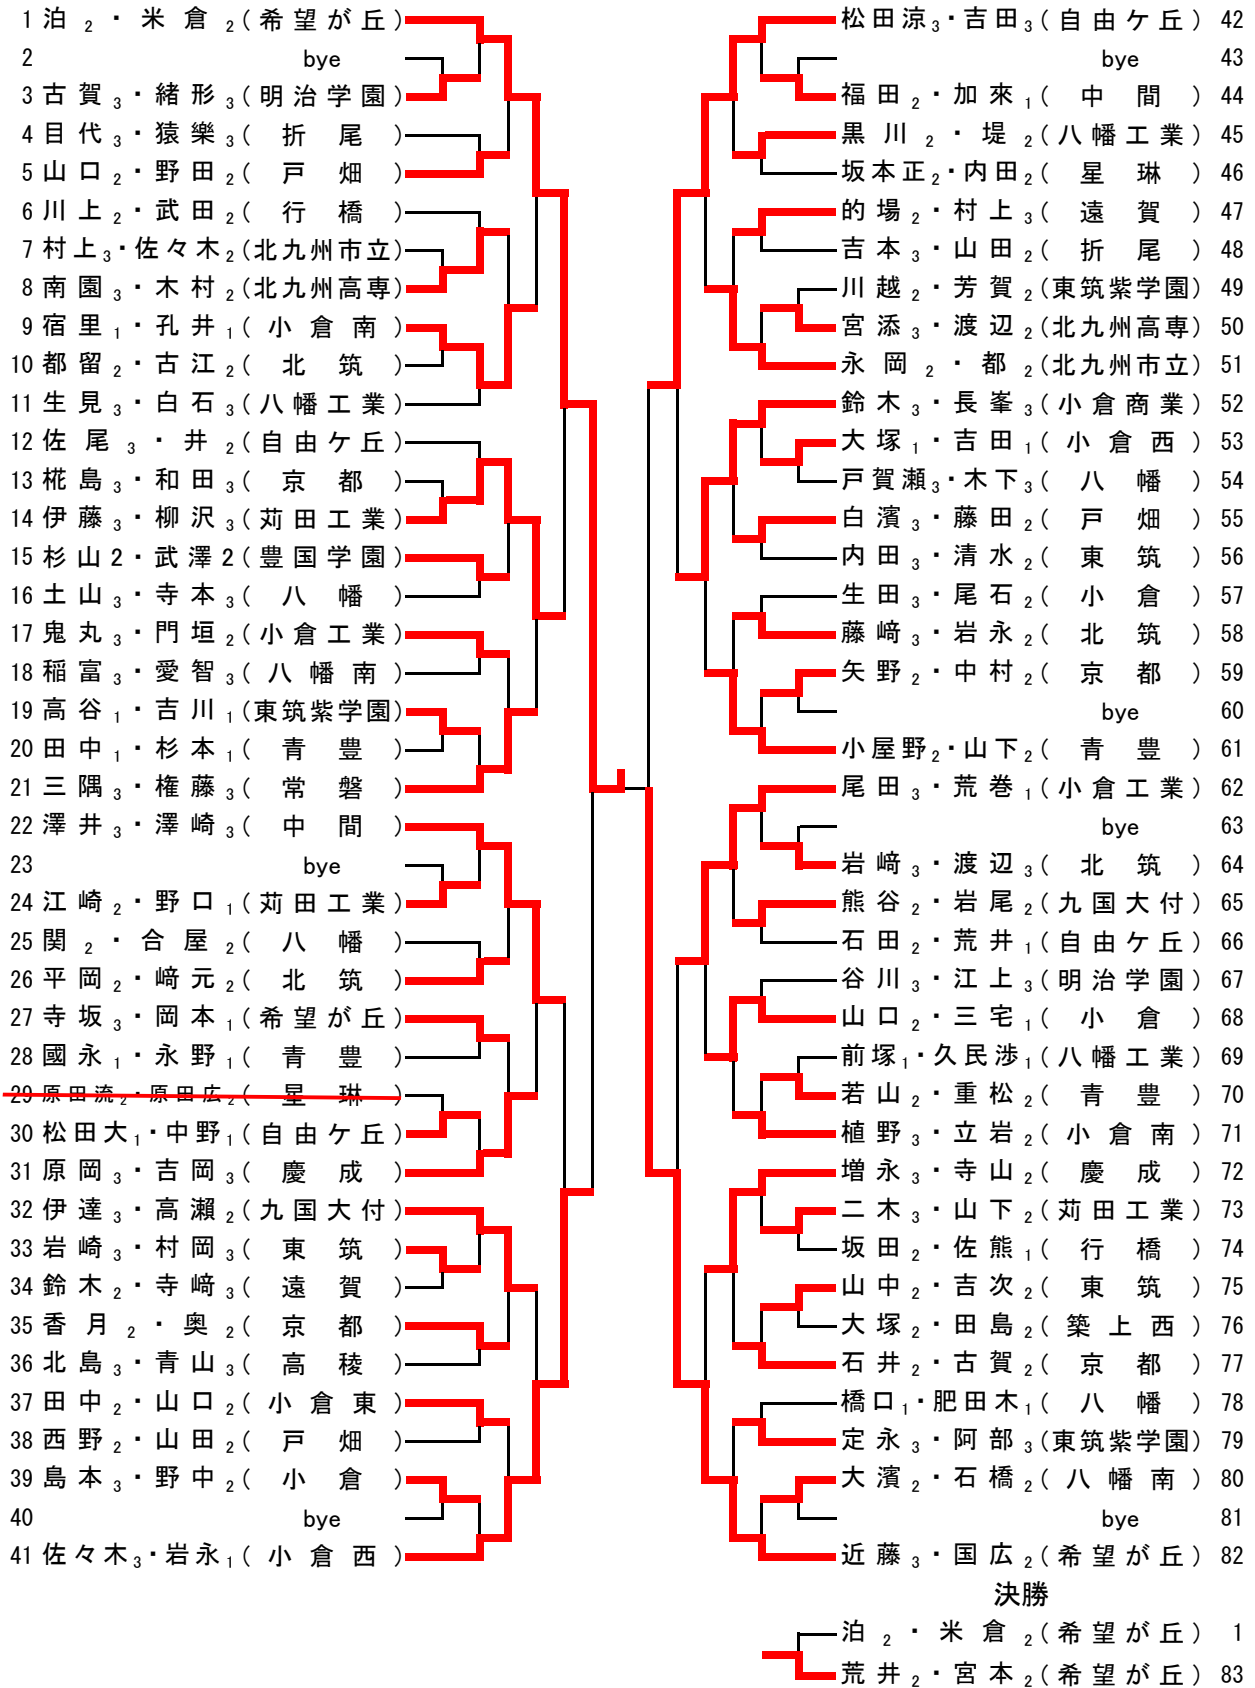 1 泊 2 ・ 米 倉 2 (希望が丘)
2 bye
3 古賀 3 ・ 緒形 3 (明治学園)
4 目代 3 ・ 猿樂 3 ( 折 尾 )
5 山口 2 ・ 野田 2 ( 戸 畑 )
6 川上 2 ・ 武田 2 ( 行 橋 )
7 村上 3 ・ 佐々木 2 (北九州市立)
8 南園 3 ・ 木村 2 (北九州高専)
9 宿里 1 ・ 孔井 1 ( 小 倉 南 )
10 都留 2 ・ 古江 2 ( 北 筑 )
11 生見 3 ・ 白石 3 (八幡工業)
12 佐尾 3 ・ 井 2 (自由ケ丘)
13 椛島 3 ・ 和田 3 ( 京 都 )
14 伊藤 3 ・ 柳沢 3 (苅田工業)
15 杉山2・武澤2(豊国学園)
16 土山 3 ・ 寺本 3 ( 八 幡 )
17 鬼丸 3 ・ 門垣 2 (小倉工業)
18 稲富 3 ・ 愛智 3 ( 八 幡 南 )
19 高谷 1 ・ 吉川 1 (東筑紫学園)
20 田中 1 ・ 杉本 1 ( 青 豊 )
21 三隅 3 ・ 権藤 3 ( 常 磐 )
22 澤井 3 ・ 澤崎 3 ( 中 間 )
23 bye
24 江崎 2 ・ 野口 1 (苅田工業)
25 関 2 ・ 合屋 2 ( 八 幡 )
26 平岡 2 ・ 﨑元 2 ( 北 筑 )
27 寺坂 3 ・ 岡本 1 (希望が丘)
28 國永 1 ・ 永野 1 ( 青 豊 )
29 原田流 2 ・ 原田広 2 ( 星 琳 )
30 松田大 1 ・ 中野 1 (自由ケ丘)
31 原岡 3 ・ 吉岡 3 ( 慶 成 )
32 伊達 3 ・ 高瀬 2 (九国大付)
33 岩崎 3 ・ 村岡 3 ( 東 筑 )
34 鈴木 2 ・ 寺﨑 3 ( 遠 賀 )
35 香月 2 ・ 奥 2 ( 京 都 )
36 北島 3 ・ 青山 3 ( 高 稜 )
37 田中 2 ・ 山口 2 ( 小 倉 東 )
38 西野 2 ・ 山田 2 ( 戸 畑 )
39 島本 3 ・ 野中 2 ( 小 倉 )
40 bye
41 佐々木 3 ・ 岩永 1 ( 小 倉 西 )
松田涼 3 ・ 吉田 3 (自由ケ丘) 42
bye 43
福田 2 ・ 加來 1 ( 中 間 ) 44
黒川 2 ・ 堤 2 (八幡工業) 45
坂本正 2 ・ 内田 2 ( 星 琳 ) 46
的場 2 ・ 村上 3 ( 遠 賀 ) 47
吉本 3 ・ 山田 2 ( 折 尾 ) 48
川越 2 ・ 芳賀 2 (東筑紫学園) 49
宮添 3 ・ 渡辺 2 (北九州高専) 50
永岡 2 ・ 都 2 (北九州市立) 51
鈴木 3 ・ 長峯 3 (小倉商業) 52
大塚 1 ・ 吉田 1 ( 小 倉 西 ) 53
戸賀瀬 3 ・ 木下 3 ( 八 幡 ) 54
白濱 3 ・ 藤田 2 ( 戸 畑 ) 55
内田 3 ・ 清水 2 ( 東 筑 ) 56
生田 3 ・ 尾石 2 ( 小 倉 ) 57
藤﨑 3 ・ 岩永 2 ( 北 筑 ) 58
矢野 2 ・ 中村 2 ( 京 都 ) 59
bye 60
小屋野 2 ・ 山下 2 ( 青 豊 ) 61
尾田 3 ・ 荒巻 1 (小倉工業) 62
bye 63
岩﨑 3 ・ 渡辺 3 ( 北 筑 ) 64
熊谷 2 ・ 岩尾 2 (九国大付) 65
石田 2 ・ 荒井 1 (自由ケ丘) 66
谷川 3 ・ 江上 3 (明治学園) 67
山口 2 ・ 三宅 1 ( 小 倉 ) 68
前塚 1 ・ 久民渉 1 (八幡工業) 69
若山 2 ・ 重松 2 ( 青 豊 ) 70
植野 3 ・ 立岩 2 ( 小 倉 南 ) 71
増永 3 ・ 寺山 2 ( 慶 成 ) 72
二木 3 ・ 山下 2 (苅田工業) 73
坂田 2 ・ 佐熊 1 ( 行 橋 ) 74
山中 2 ・ 吉次 2 ( 東 筑 ) 75
大塚 2 ・ 田島 2 ( 築 上 西 ) 76
石井 2 ・ 古賀 2 ( 京 都 ) 77
橋口 1 ・ 肥田木 1 ( 八 幡 ) 78
定永 3 ・ 阿部 3 (東筑紫学園) 79
大濱 2 ・ 石橋 2 ( 八 幡 南 ) 80
bye 81
近藤 3 ・ 国広 2 (希望が丘) 82
決勝
泊 2 ・ 米 倉 2 (希望が丘) 1
荒井 2 ・ 宮本 2 (希望が丘) 83